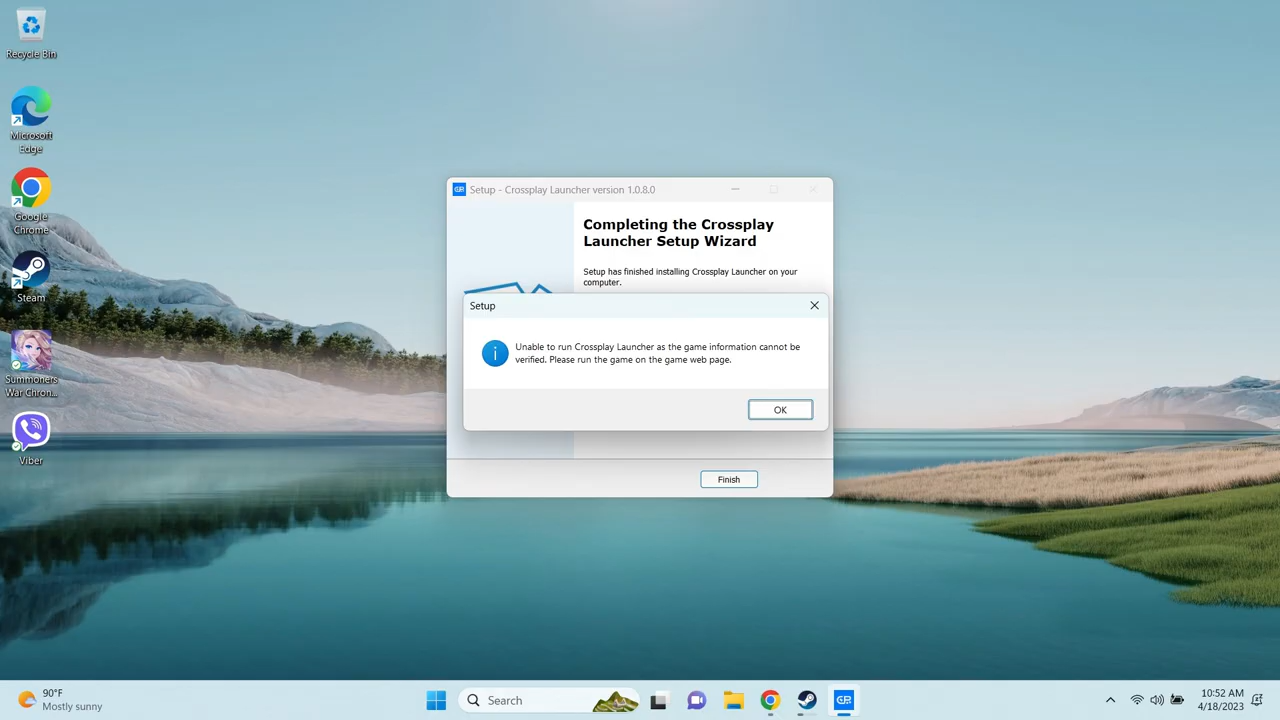 Recycle Bin
Microsoft
Edge
Google
Chrome
Steam
Summoners
War Chron...
Viber
GR
Setup - Crossplay Launcher version 1.0.8.0
Completing the Crossplay
Launcher Setup Wizard
Setup has finished installing Crossplay Launcher on your
computer.
Setup
Unable to run Crossplay Launcher as the game information cannot be
verified. Please run the game on the game web page.
OK
Finish
90°F
Mostly sunny
Search
10:52 AM
4/18/2023